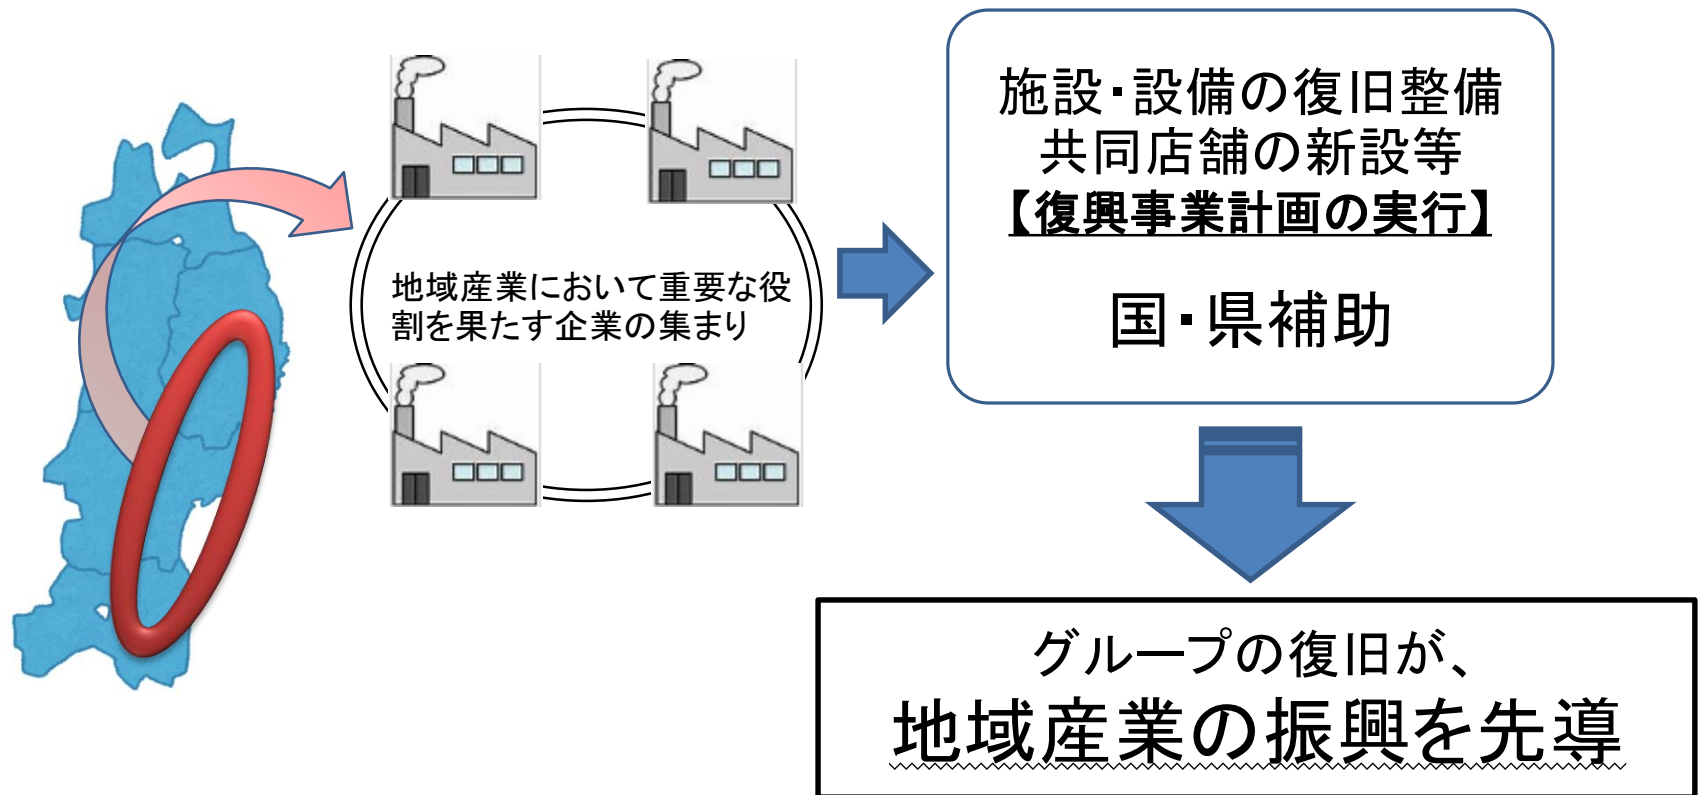 地域産業において重要な役
割を果たす企業の集まり
施設・設備の復旧整備
共同店舗の新設等
【復興事業計画の実行】
国・県補助
グループの復旧が、
地域産業の振興を先導